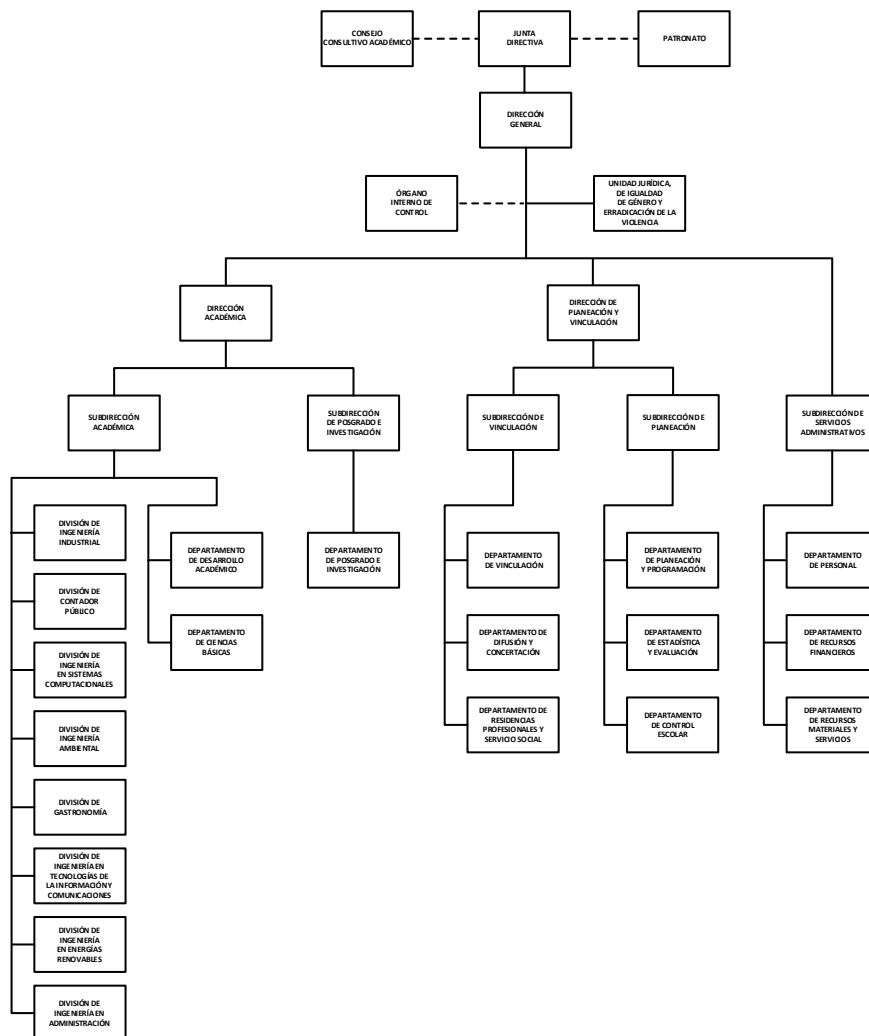 CONSEJO
CONSULTIVO ACADÉMICO
JUNTA
DIRECTIVA
PATRONATO
DIRECCIÓN
GENERAL
ÓRGANO
INTERNO DE
CONTROL
UNIDAD JURÍDICA,
DE IGUALDAD
DE GÉNERO Y
ERRADICACIÓN DE LA
VIOLENCIA
DIRECCIÓN
ACADÉMICA
DIRECCIÓN DE
PLANEACIÓN Y
VINCULACIÓN
SUBDIRECCIÓN
ACADÉMICA
SUBDIRECCIÓN
DE POSGRADO E
INVESTIGACIÓN
SUBDIRECCIÓN DE
VINCULACIÓN
SUBDIRECCIÓN DE
PLANEACIÓN
SUBDIRECCIÓN DE
SERVICIOS
ADMINISTRATIVOS
DIVISIÓN DE
INGENIERÍA
INDUSTRIAL
DIVISIÓN DE
CONTADOR
PÚBLICO
DIVISIÓN DE
INGENIERÍA
EN SISTEMAS
COMPUTACIONALES
DIVISIÓN DE
INGENIERÍA
AMBIENTAL
DIVISIÓN DE
GASTRONOMÍA
DIVISIÓN DE
INGENIERÍA EN
TECNOLOGÍAS DE
LA INFORMACIÓN Y
COMUNICACIONES
DIVISIÓN DE
INGENIERÍA
EN ENERGÍAS
RENOVABLES
DIVISIÓN DE
INGENIERÍA EN
ADMINISTRACIÓN
DEPARTAMENTO
DE DESARROLLO
ACADÉMICO
DEPARTAMENTO
DE CIENCIAS
BÁSICAS
DEPARTAMENTO
DE POSGRADO E
INVESTIGACIÓN
DEPARTAMENTO
DE VINCULACIÓN
DEPARTAMENTO DE
DIFUSIÓN Y
CONCERTACIÓN
DEPARTAMENTO DE
RESIDENCIAS
PROFESIONALES Y
SERVICIO SOCIAL
DEPARTAMENTO
DE PLANEACIÓN
Y PROGRAMACIÓN
DEPARTAMENTO
DE ESTADÍSTICA
Y EVALUACIÓN
DEPARTAMENTO
DE CONTROL
ESCOLAR
DEPARTAMENTO
DE PERSONAL
DEPARTAMENTO
DE RECURSOS
FINANCIEROS
DEPARTAMENTO
DE RECURSOS
MATERIALES Y
SERVICIOS